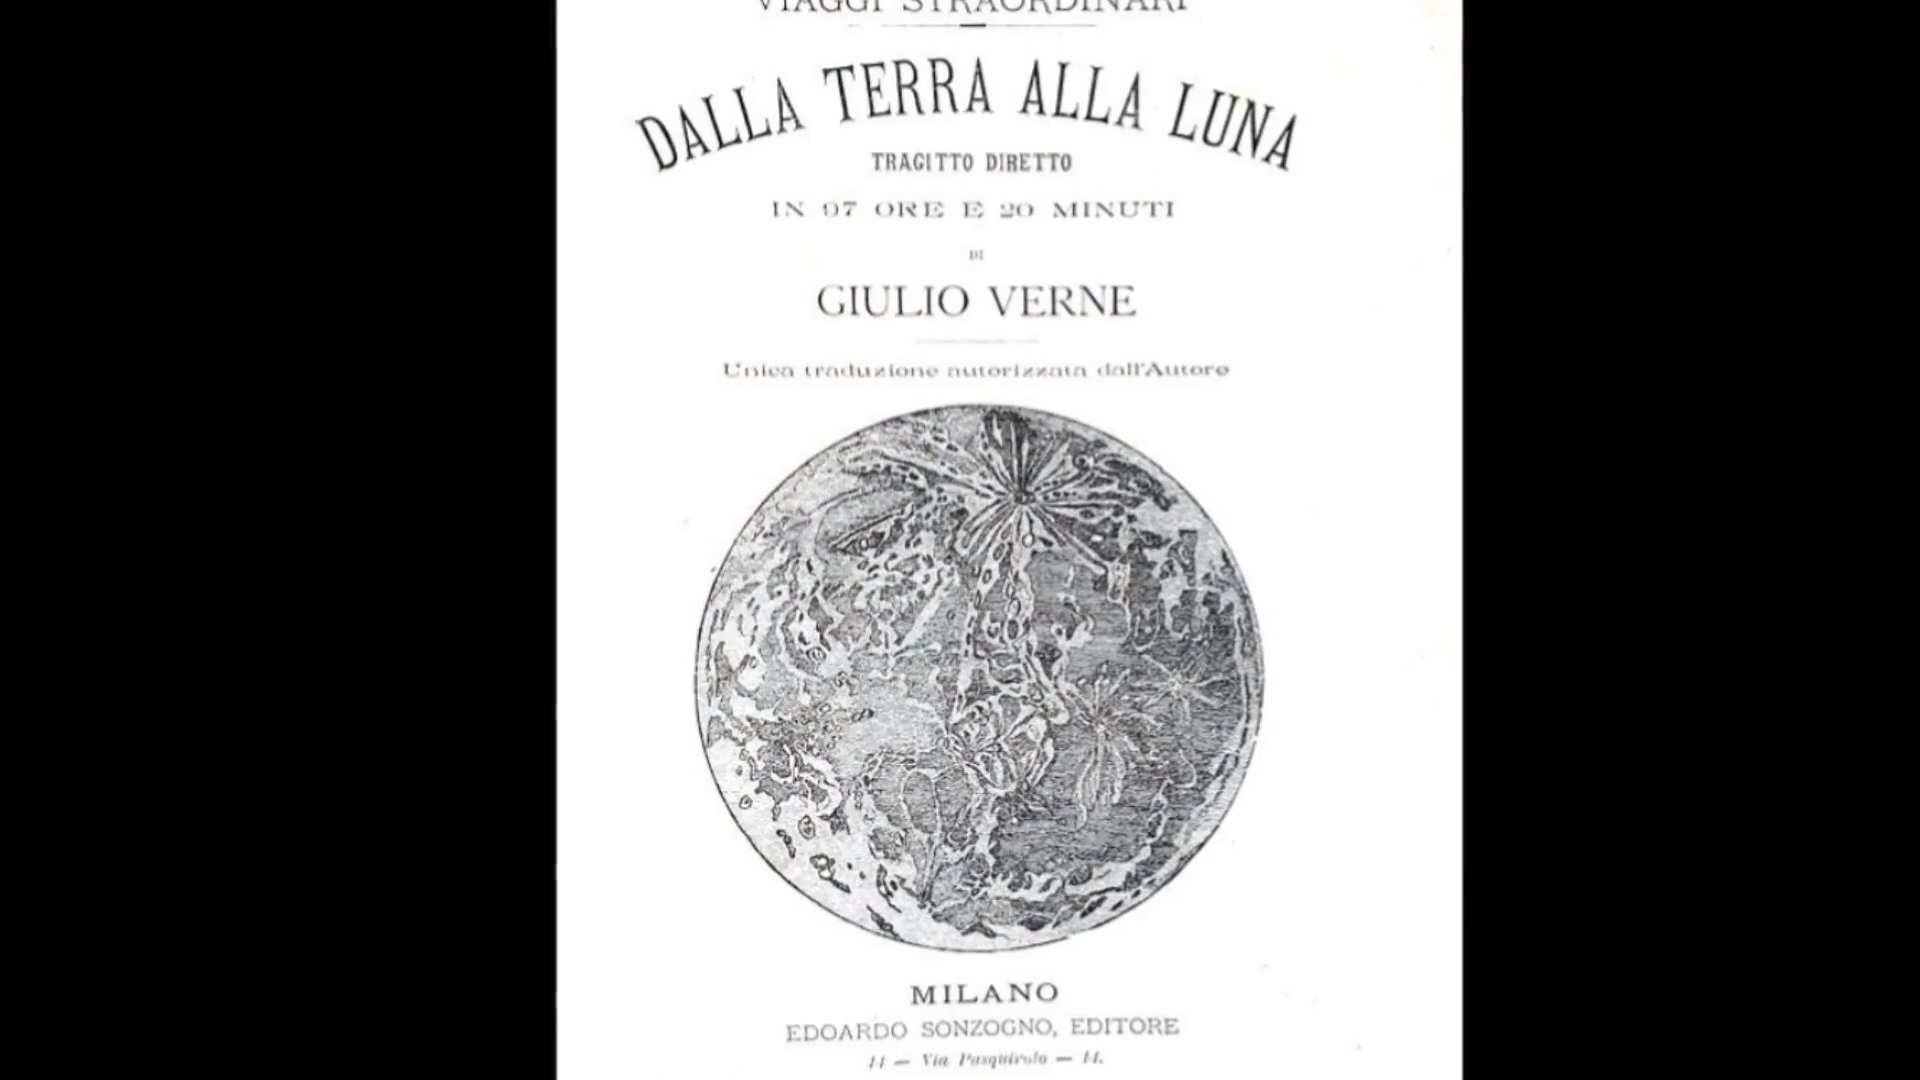 VIAGGI STRAORDINARI
DALLA TERRA ALLA LUNA
TRAGITTO DIRETTO
IN 97 ORE E 20 MINUTI
DI
GIULIO VERNE
Unica traduzione autorizzata dall'Autore
MILANO
EDOARDO SONZOGNO, EDITORE
14 — Via Pasquirolo — 14.